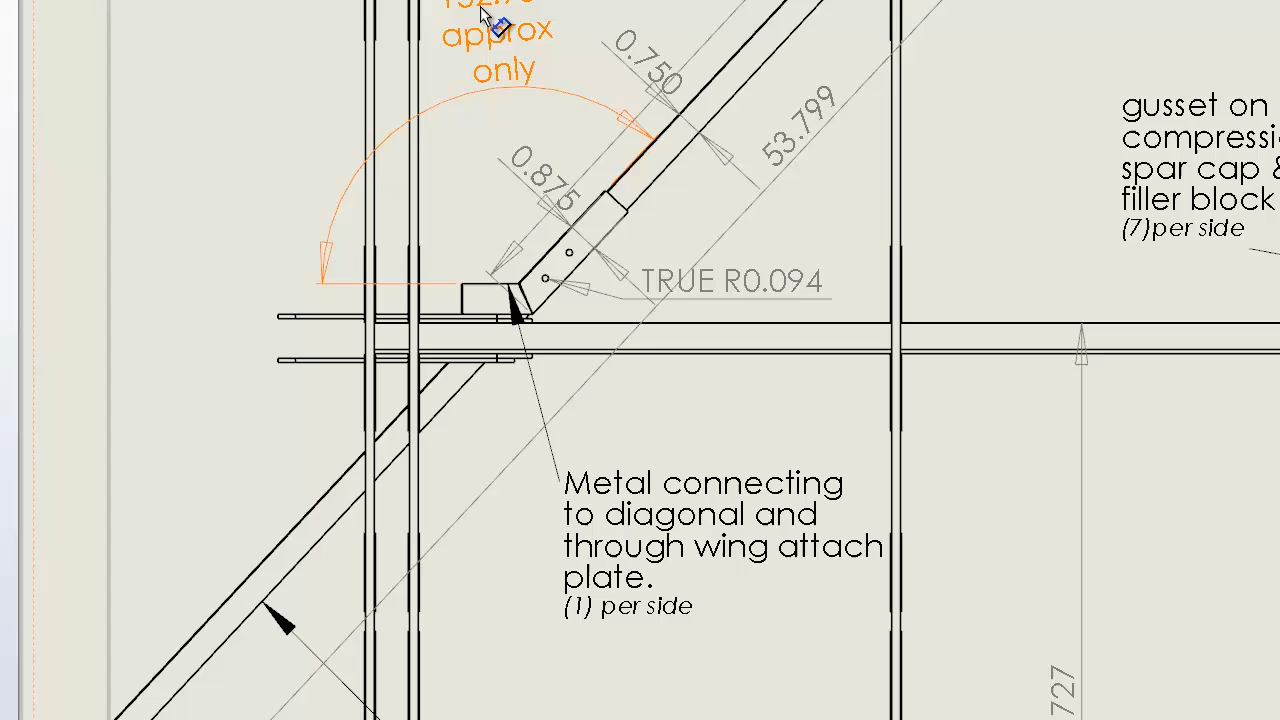 approx
only
0.750
53.799
0.875
TRUE R0.094
gusset on
spar cap &
filler block
(7)per side
Metal connecting
to diagonal and
through wing attach
plate.
(1) per side
727